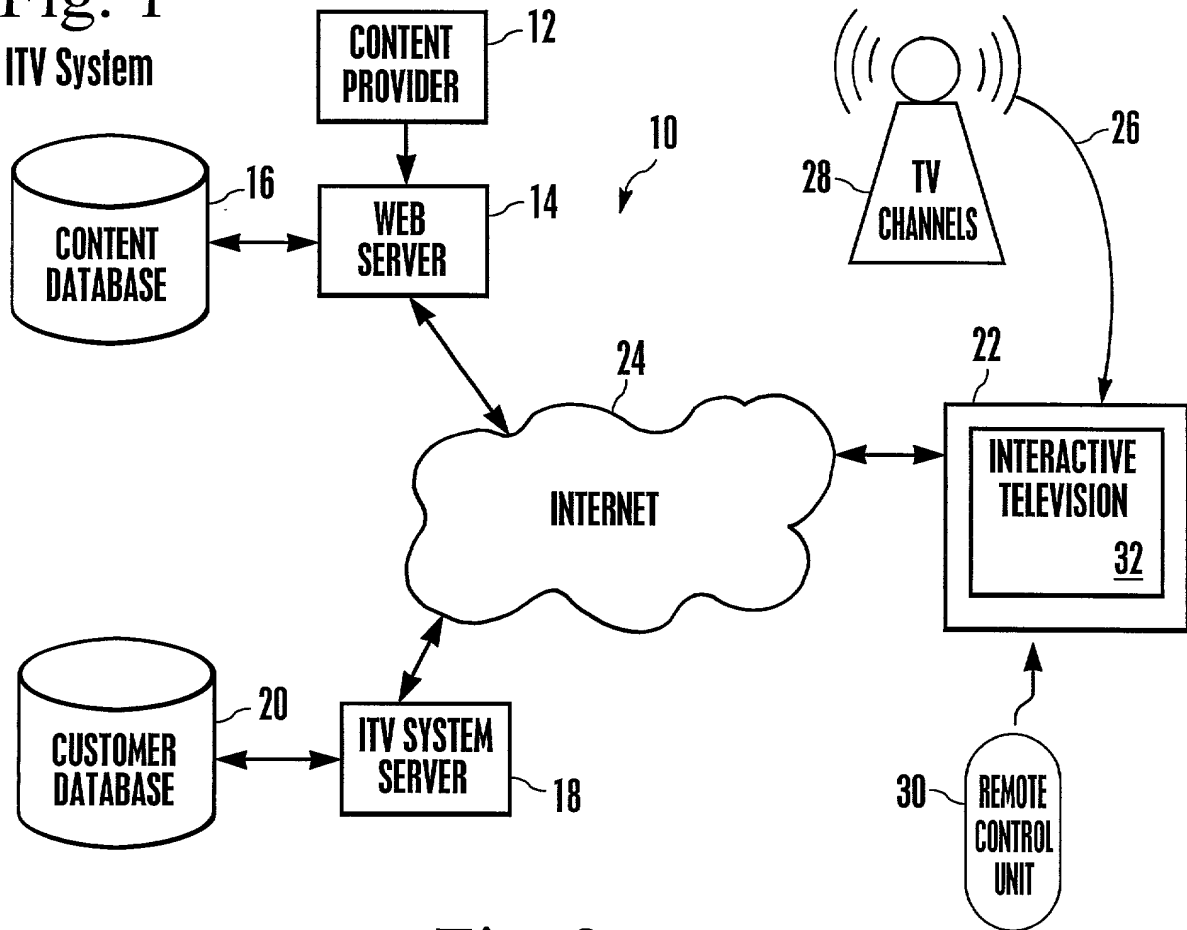 Fig. 1
ITV System
CONTENT
PROVIDER
12
10
26
28
TV
CHANNELS
16
CONTENT
DATABASE
WEB
SERVER
14
24
22
INTERNET
INTERACTIVE
TELEVISION
32
20
CUSTOMER
DATABASE
ITV SYSTEM
SERVER
18
30
REMOTE
CONTROL
UNIT